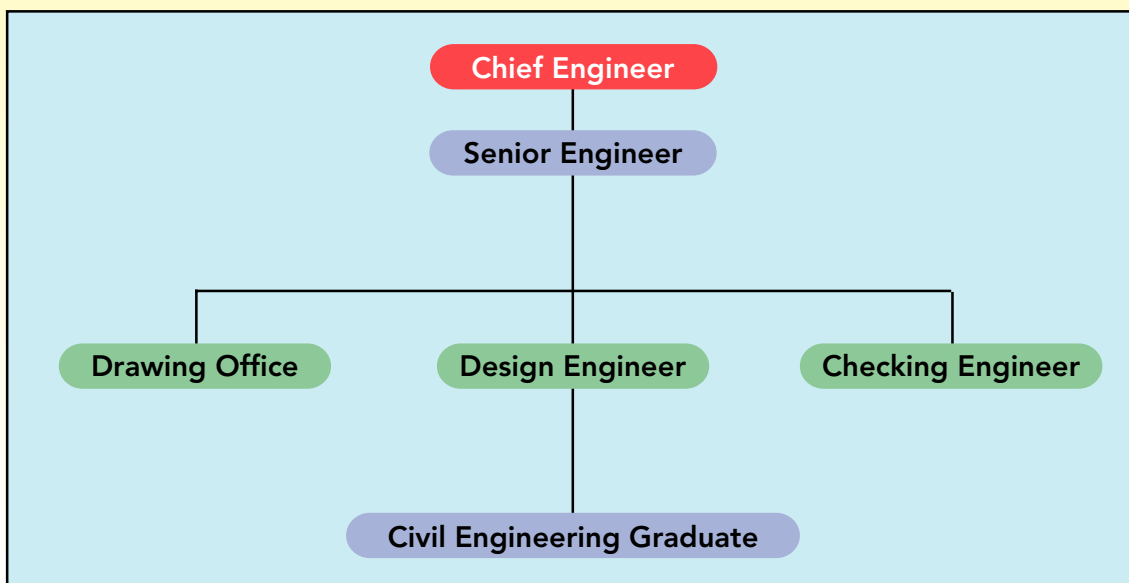 Chief Engineer
Senior Engineer
Drawing Office
Design Engineer
Checking Engineer
Civil Engineering Graduate